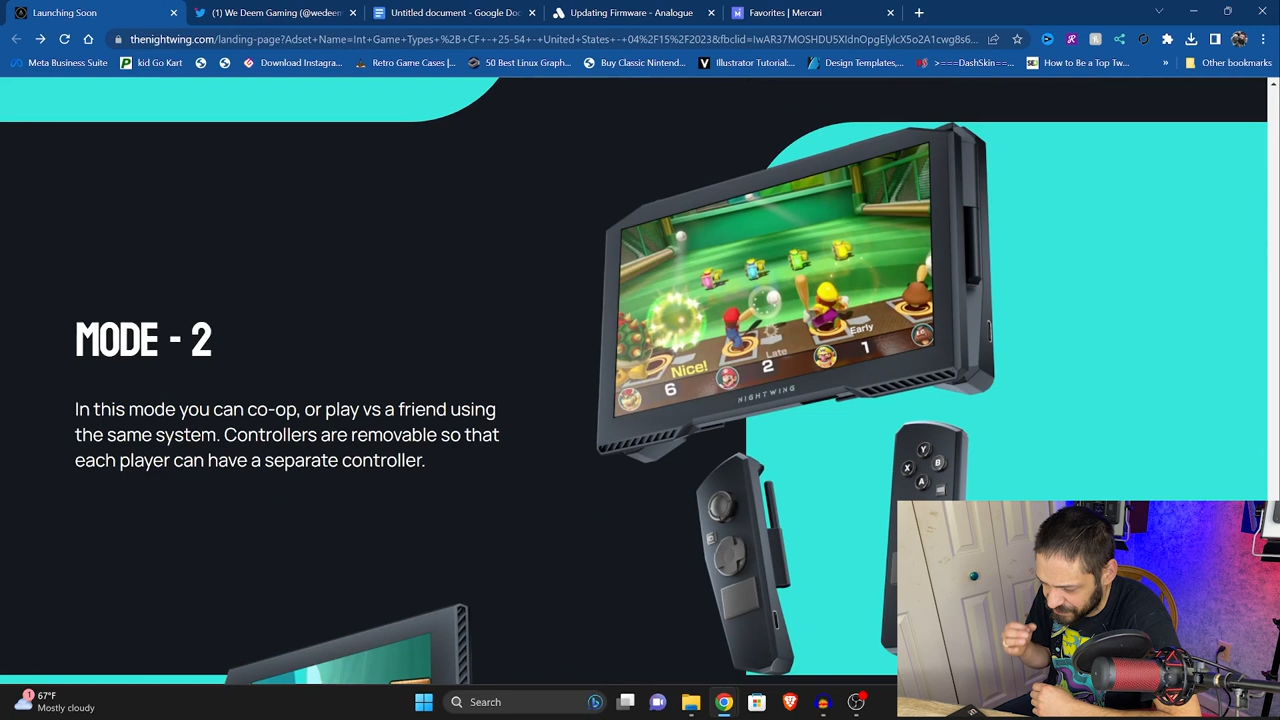 Launching Soon
(1) We Deem Gaming (@wedeem
Untitled document - Google Doc
Updating Firmware - Analogue
Favorites | Mercari
thenightwing.com/landing-page?Adset+Name=Int+Game+Types+%2B+CF+-+25-54+-+United+States+-+04%2F15%2F2023&fbclid=IwAR37MOSHDU5XIdnOpgElyIcX5o2A1cwg8s6...
Meta Business Suite
kid Go Kart
Download Instagra...
Retro Game Cases |...
50 Best Linux Graph...
Buy Classic Nintend...
Illustrator Tutorial:...
Design Templates,...
>===DashSkin==...
How to Be a Top Tw...
»
Other bookmarks
MODE - 2
In this mode you can co-op, or play vs a friend using
the same system. Controllers are removable so that
each player can have a separate controller.
Early
Late
Nice!
6
2
1
NIGHTWING
Y
X
B
A
1
67°F
Mostly cloudy
Search